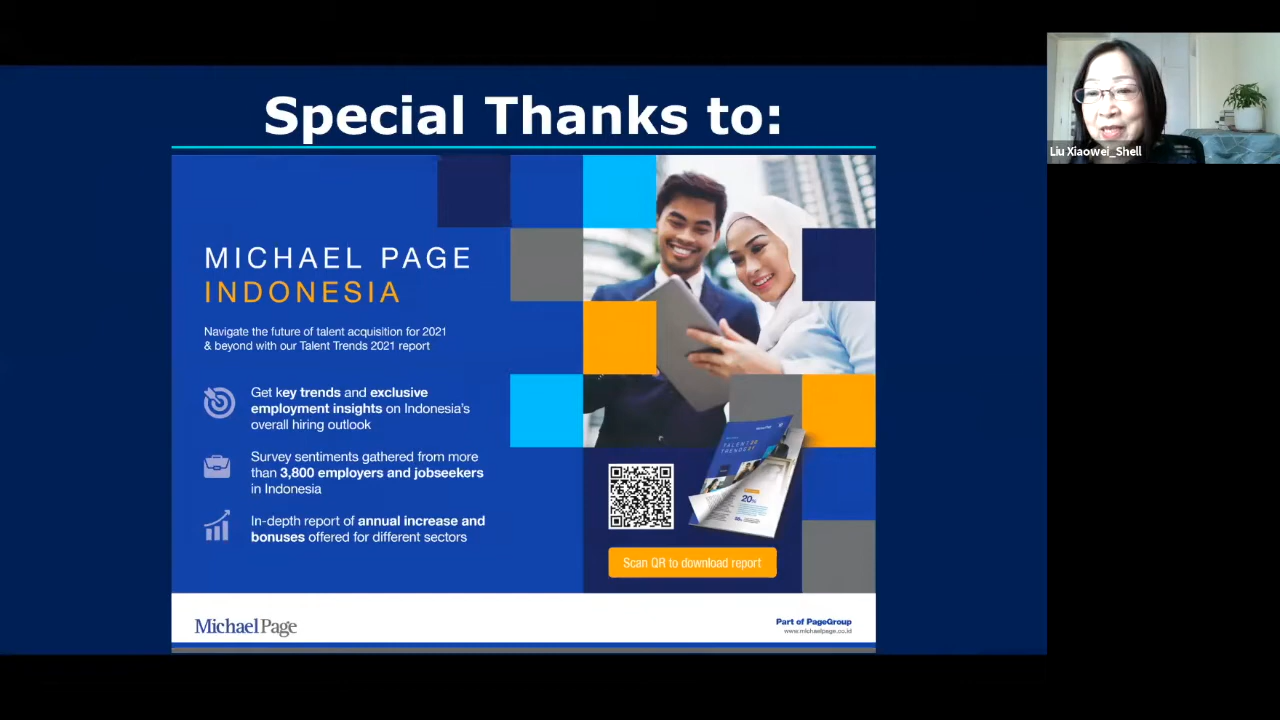 Special Thanks to:
MICHAEL PAGE
INDONESIA
Navigate the future of talent acquisition for 2021
& beyond with our Talent Trends 2021 report
Get key trends and exclusive
employment insights on Indonesia's
overall hiring outlook
Survey sentiments gathered from more
than 3,800 employers and jobseekers
in Indonesia
In-depth report of annual increase and
bonuses offered for different sectors
TALENT
TRENDS
20%
Scan QR to download report
MichaelPage
Part of PageGroup
www.michaelpage.co.id
Liu Xiaowei_Shell